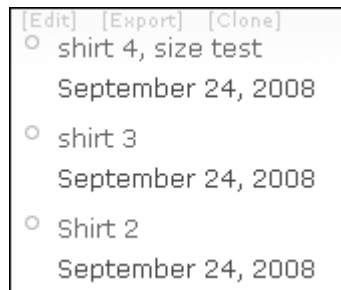 [Edit] [Export] [Clone]
shirt 4, size test
September 24, 2008
shirt 3
September 24, 2008
Shirt 2
September 24, 2008